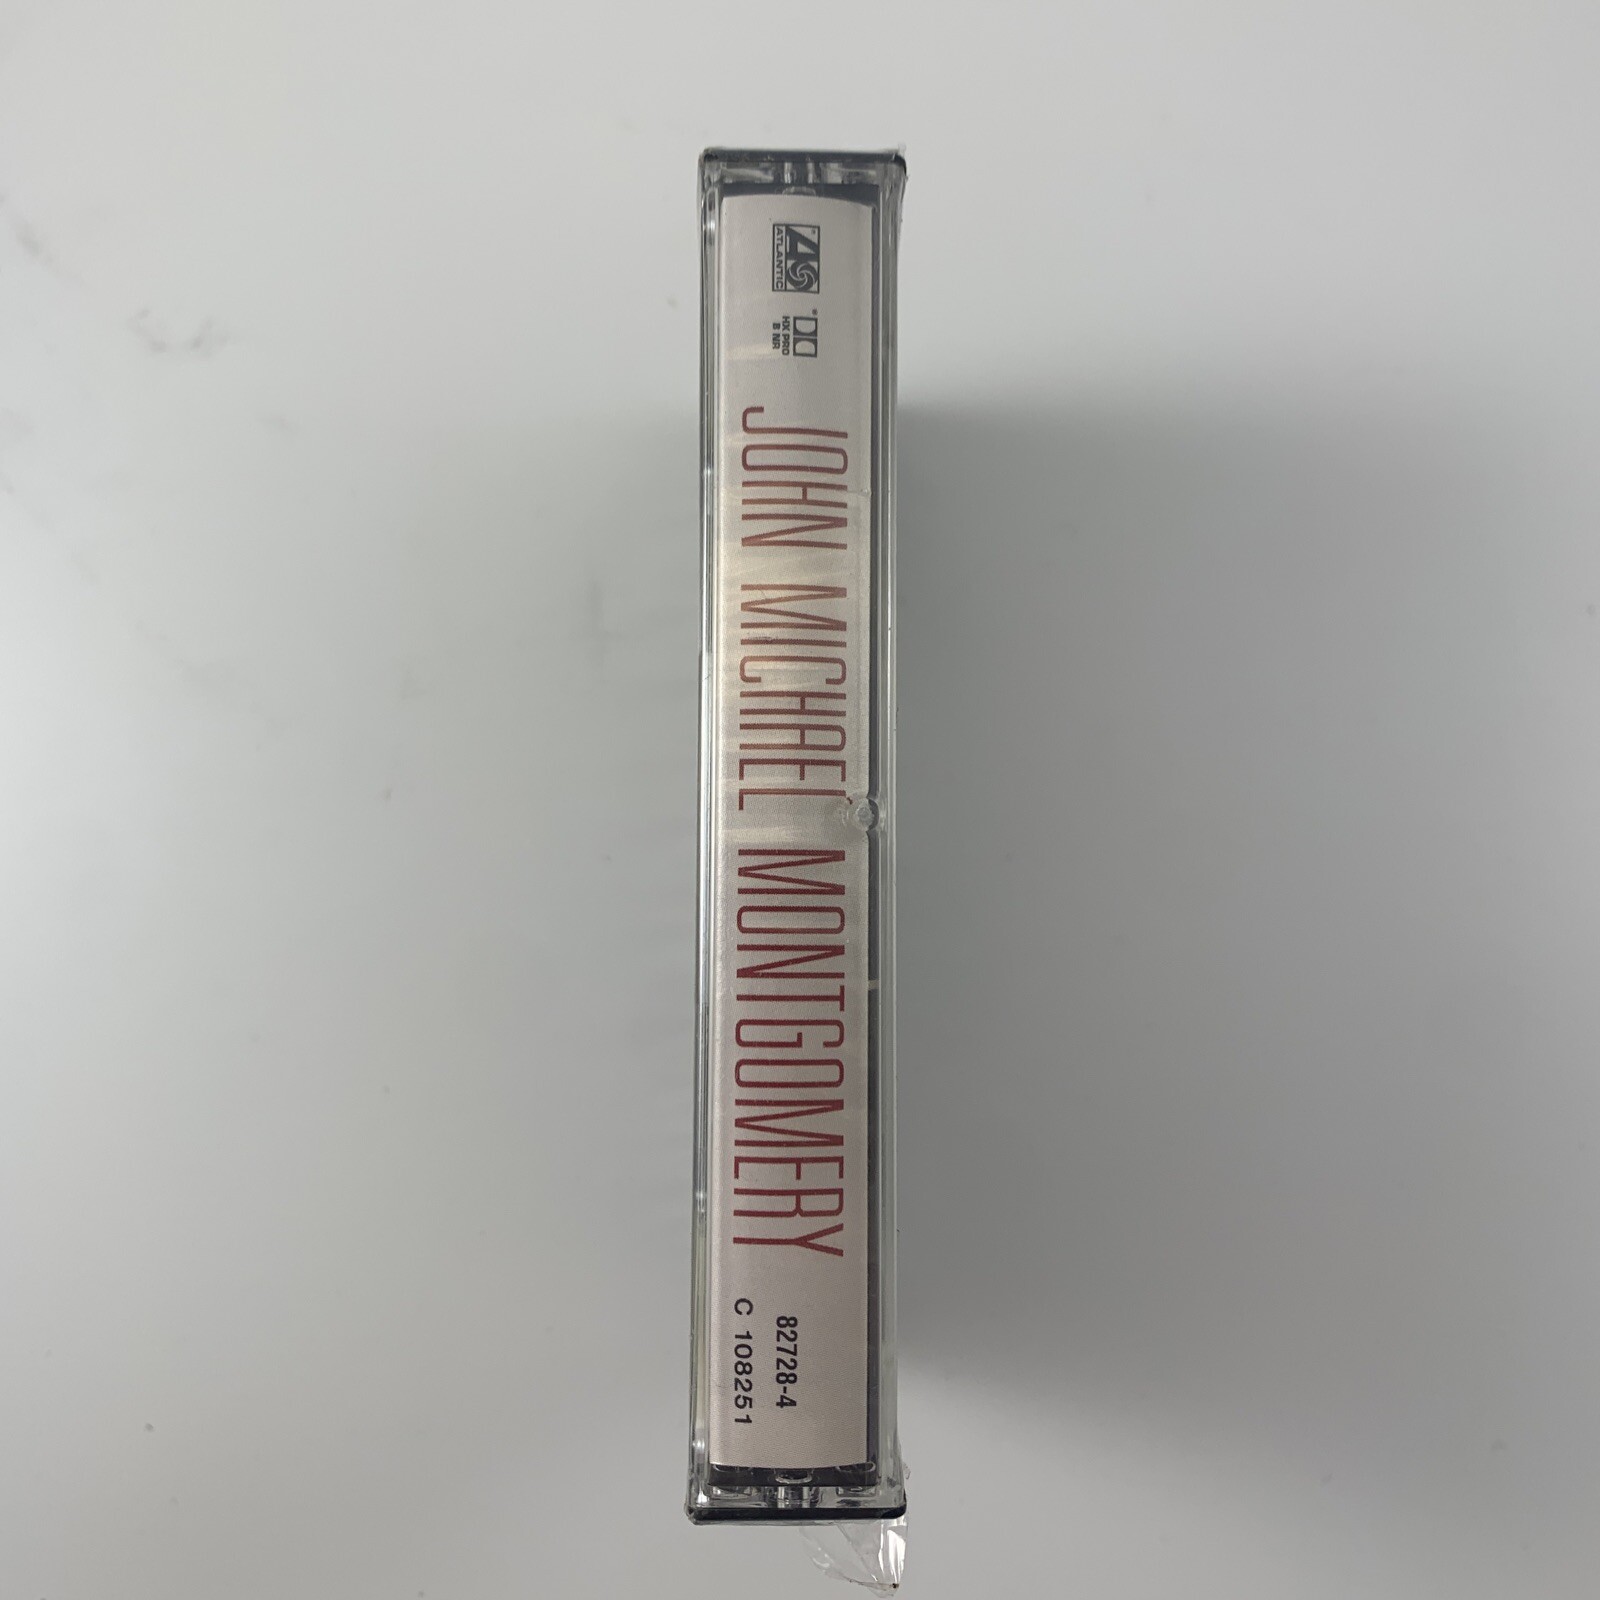 ATLANTIC
HX PRO
B NR
JOHN MICHAEL MONTGOMERY
82728-4
C 108251